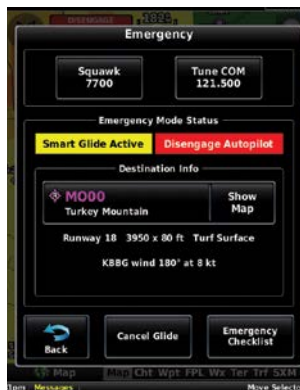 DISENGAGE
Emergency
Squawk
7700
Tune COM
121.500
Emergency Mode Status
Smart Glide Active
Disengage Autopilot
Destination Info
MO00
Turkey Mountain
Show
Map
Runway 18 3950 x 80 ft Turf Surface
KBBG wind 180° at 8 kt
Back
Cancel Glide
Emergency
Checklist
Map Map Cht Wpt FPL Wx Ter Trf SXM
Messages
Move Selector